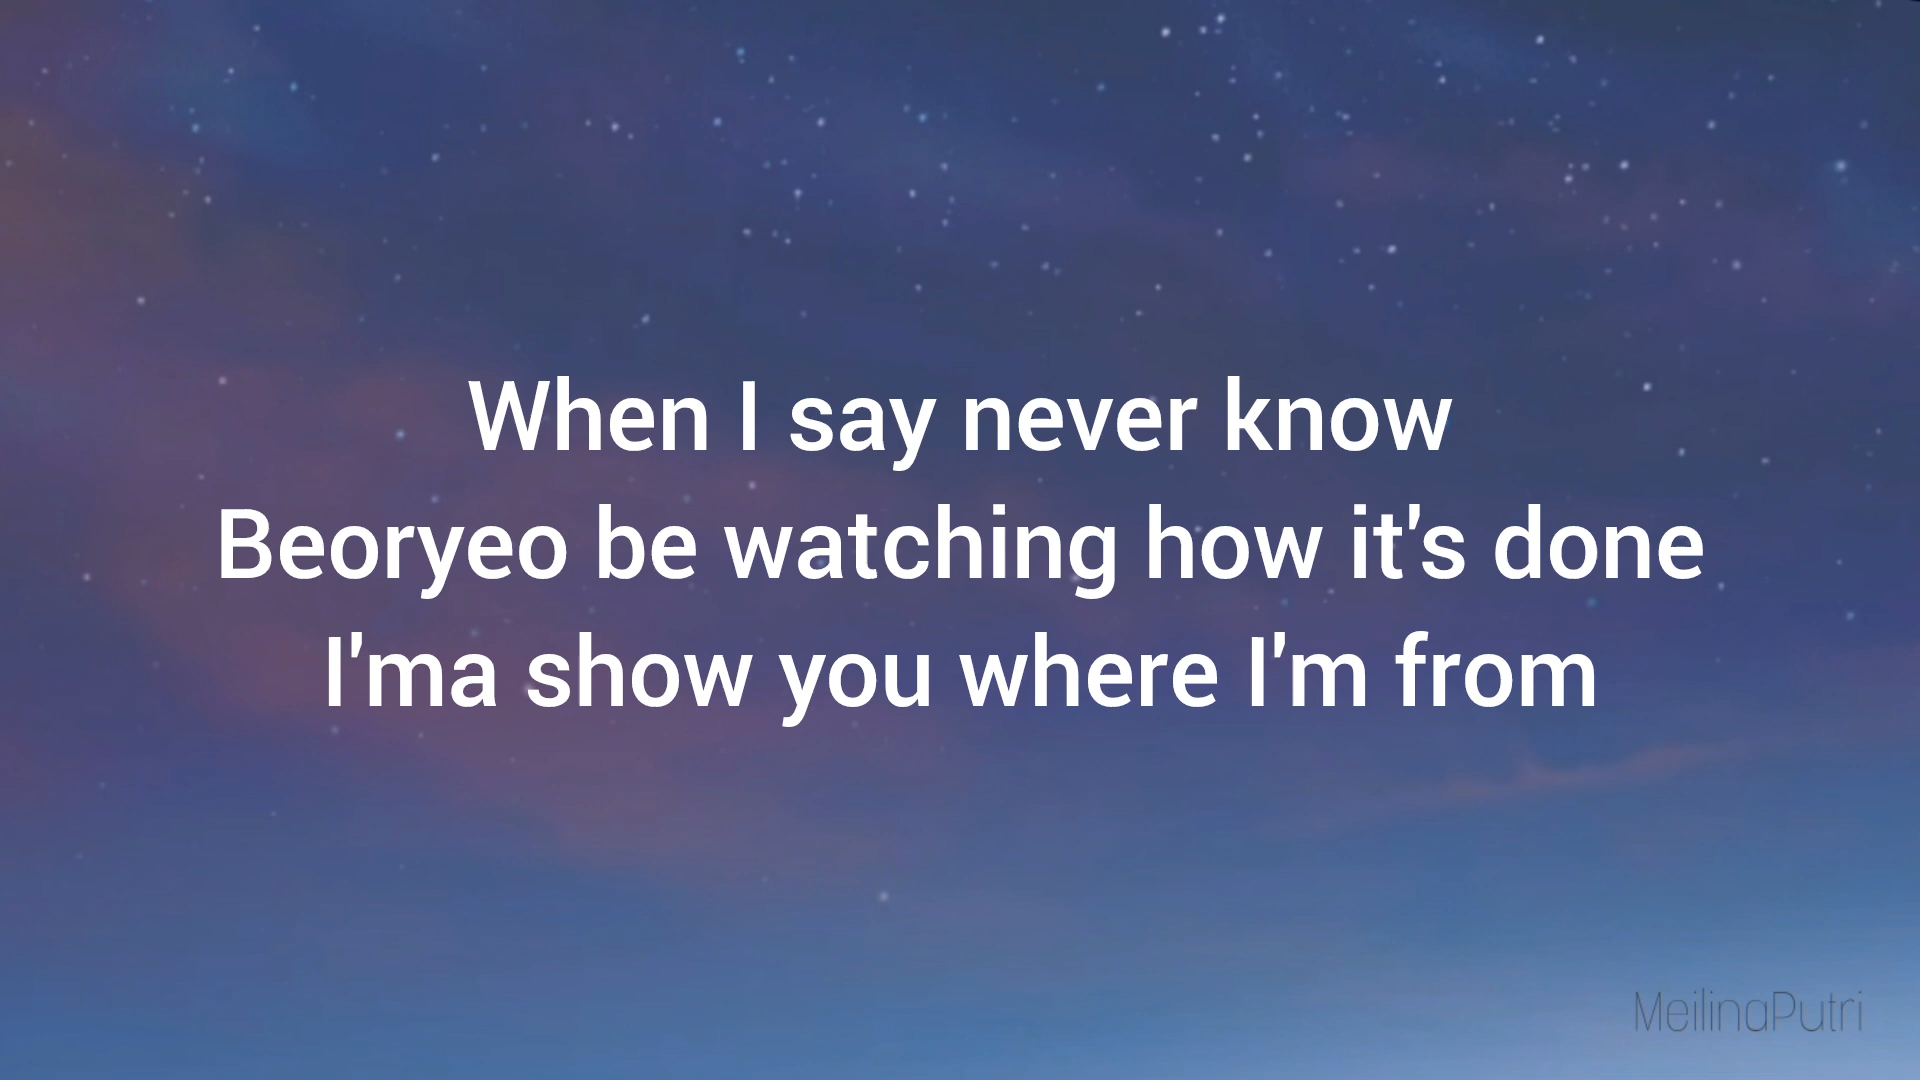 When I say never know
Beoryeo be watching how it's done
I'ma show you where I'm from
MeilinaPutri